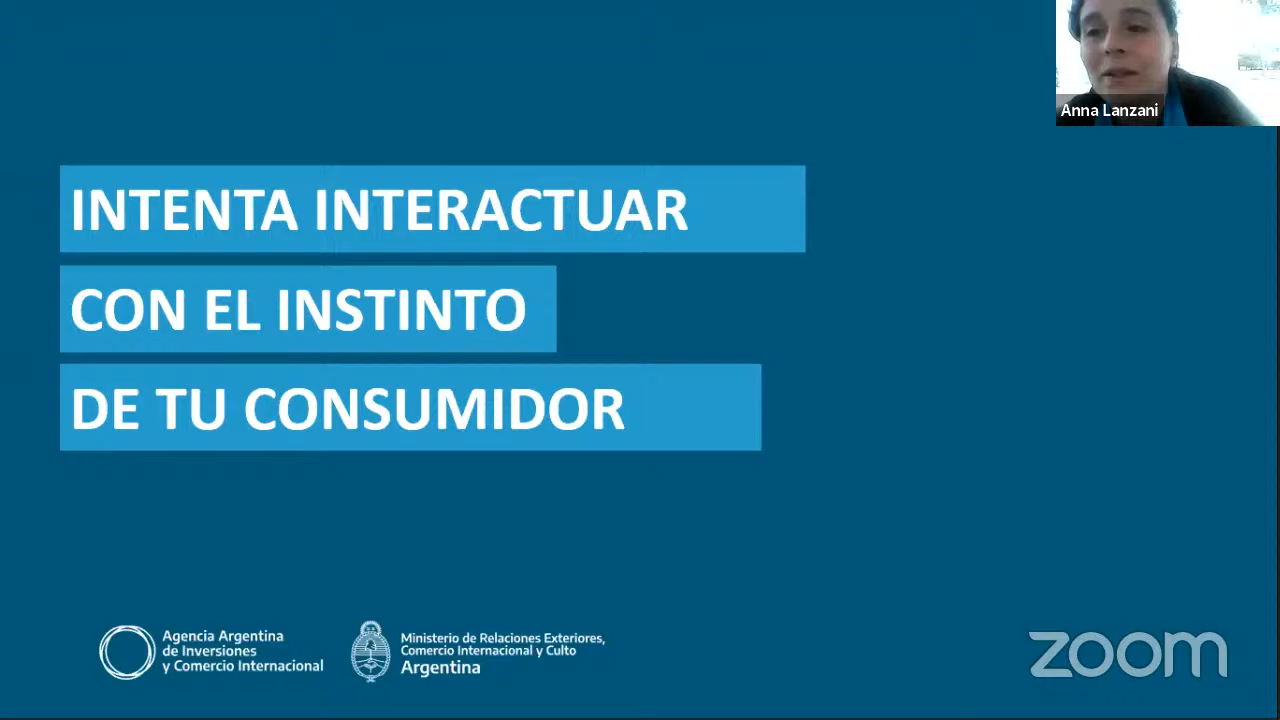 Anna Lanzani
INTENTA INTERACTUAR
CON EL INSTINTO
DE TU CONSUMIDOR
Agencia Argentina
de Inversiones
y Comercio Internacional
Ministerio de Relaciones Exteriores,
Comercio Internacional y Culto
Argentina
zoom